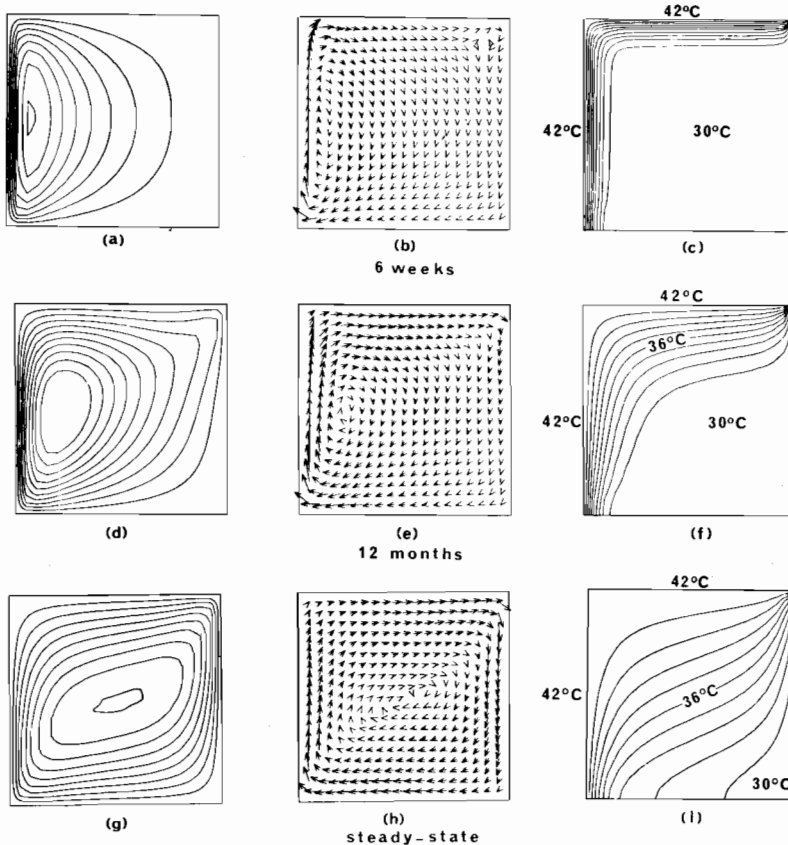 42°C
42°C
30°C
(a)
(b)
(c)
6 weeks
42°C
36°C
42°C
30°C
(d)
(e)
(f)
12 months
42°C
42°C
36°C
30°C
(g)
(h)
(i)
steady-state